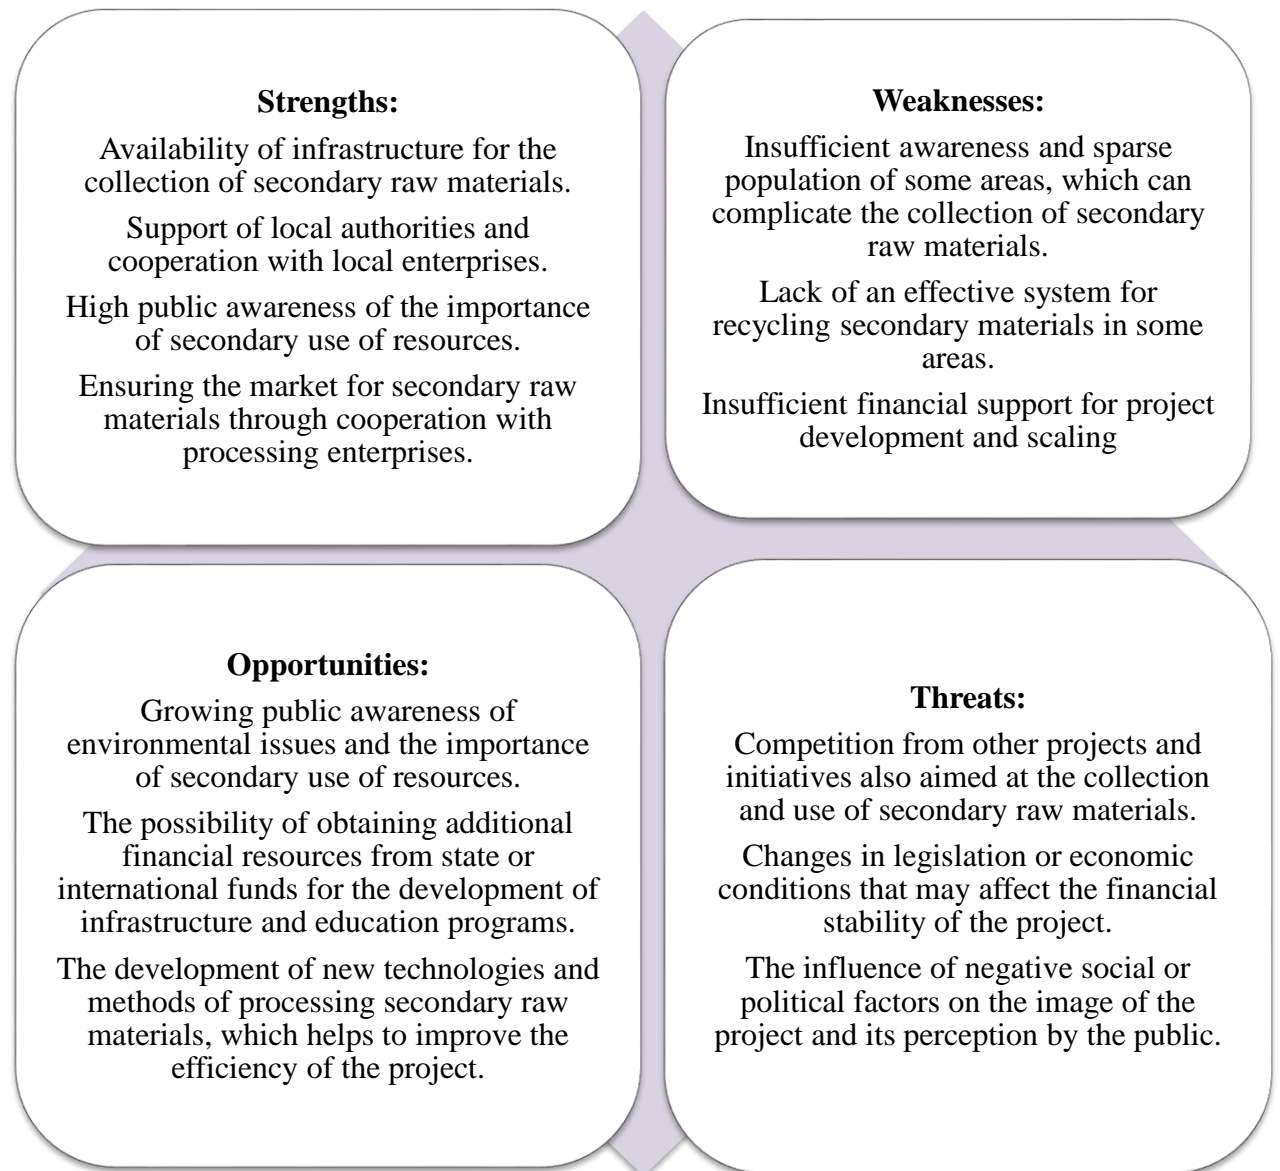 Strengths:
Availability of infrastructure for the
collection of secondary raw materials.
Support of local authorities and
cooperation with local enterprises.
High public awareness of the importance
of secondary use of resources.
Ensuring the market for secondary raw
materials through cooperation with
processing enterprises.
Weaknesses:
Insufficient awareness and sparse
population of some areas, which can
complicate the collection of secondary
raw materials.
Lack of an effective system for
recycling secondary materials in some
areas.
Insufficient financial support for project
development and scaling
Opportunities:
Growing public awareness of
environmental issues and the importance
of secondary use of resources.
The possibility of obtaining additional
financial resources from state or
international funds for the development of
infrastructure and education programs.
The development of new technologies and
methods of processing secondary raw
materials, which helps to improve the
efficiency of the project.
Threats:
Competition from other projects and
initiatives also aimed at the collection
and use of secondary raw materials.
Changes in legislation or economic
conditions that may affect the financial
stability of the project.
The influence of negative social or
political factors on the image of the
project and its perception by the public.